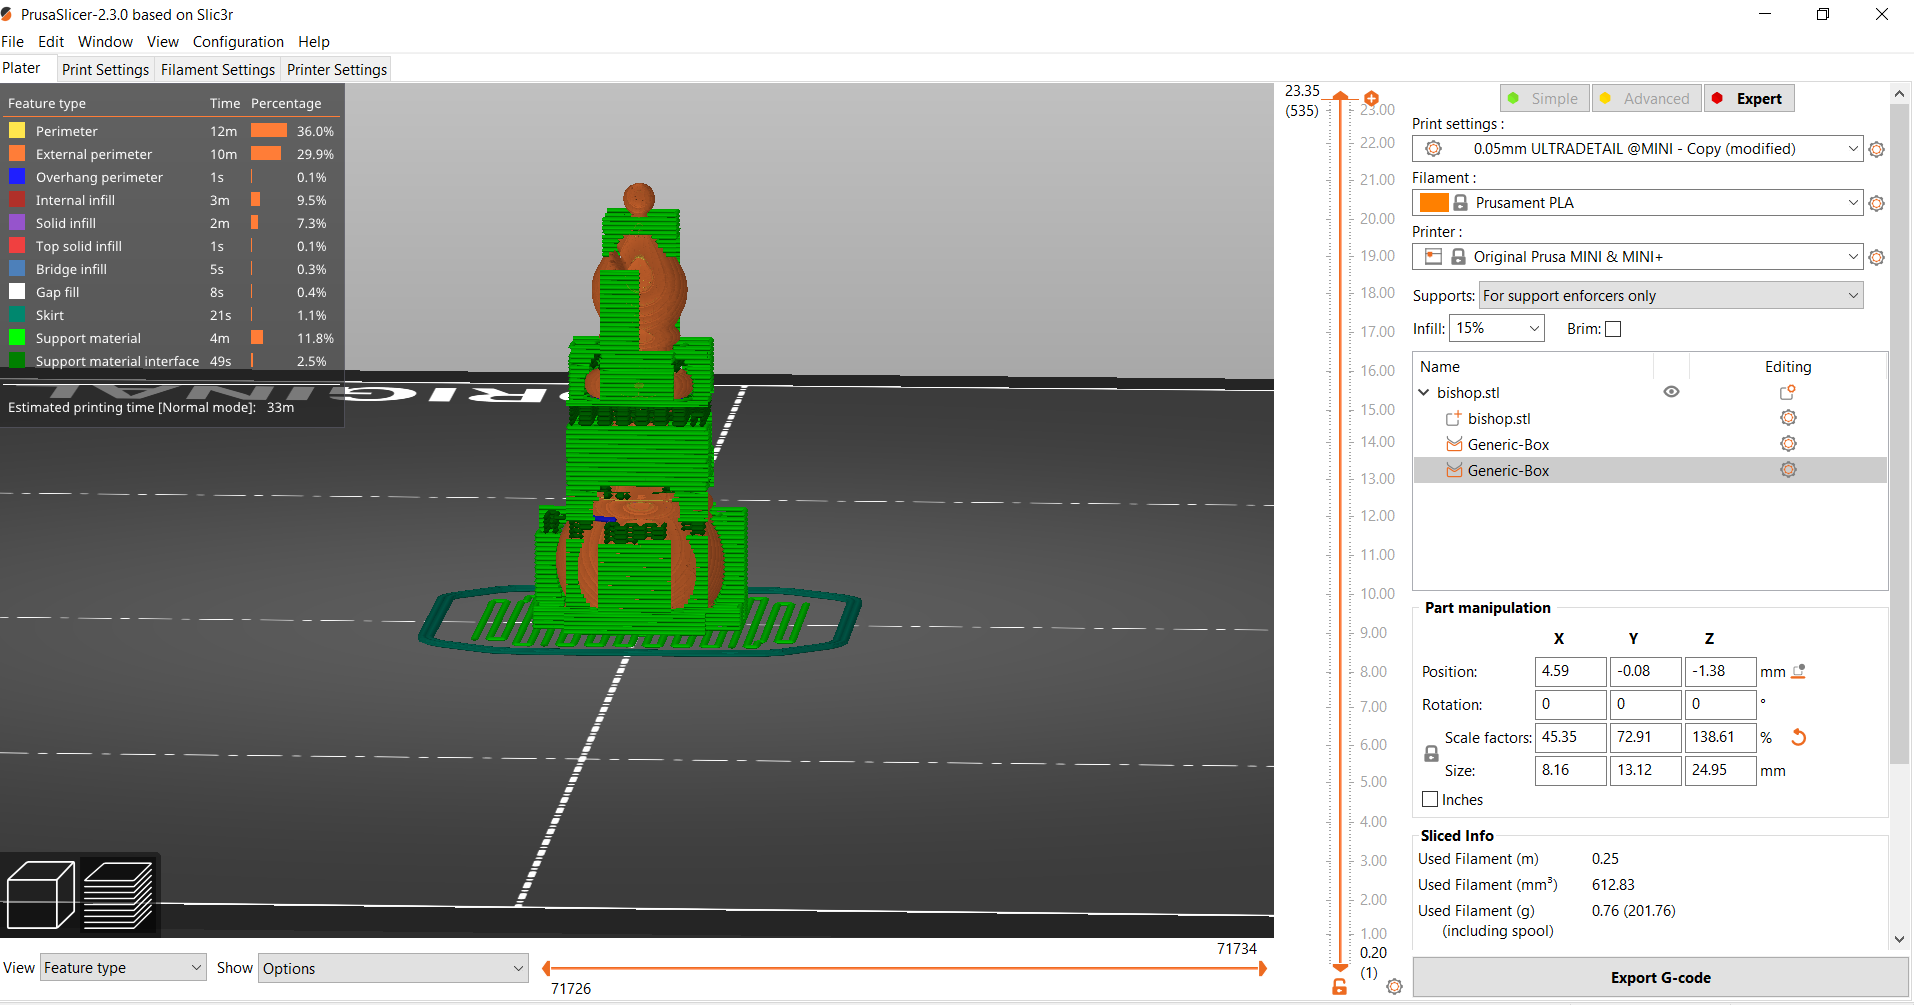 PrusaSlicer-2.3.0 based on Slic3r
File Edit Window View Configuration Help
Plater Print Settings Filament Settings Printer Settings
Feature type Time Percentage
Perimeter 12m 36.0%
External perimeter 10m 29.9%
Overhang perimeter 1s 0.1%
Internal infill 3m 9.5%
Solid infill 2m 7.3%
Top solid infill 1s 0.1%
Bridge infill 5s 0.3%
Gap fill 8s 0.4%
Skirt 21s 1.1%
Support material 4m 11.8%
Support material interface 49s 2.5%
Estimated printing time [Normal mode]: 33m
ORIGINAL
23.35
(535)
23.00
22.00
21.00
20.00
19.00
18.00
17.00
16.00
15.00
14.00
13.00
12.00
11.00
10.00
9.00
8.00
7.00
6.00
5.00
4.00
3.00
2.00
1.00
0.20
(1)
Simple Advanced Expert
Print settings :
0.05mm ULTRADETAIL @MINI - Copy (modified)
Filament :
Prusament PLA
Printer :
Original Prusa MINI & MINI+
Supports: For support enforcers only
Infill: 15% Brim:
Name Editing
bishop.stl
bishop.stl
Generic-Box
Generic-Box
Part manipulation
X Y Z
Position: 4.59 -0.08 -1.38 mm
Rotation: 0 0 0 °
Scale factors: 45.35 72.91 138.61 %
Size: 8.16 13.12 24.95 mm
Inches
Sliced Info
Used Filament (m) 0.25
Used Filament (mm³) 612.83
Used Filament (g) 0.76 (201.76)
(including spool)
Export G-code
View Feature type Show Options
71734
71726